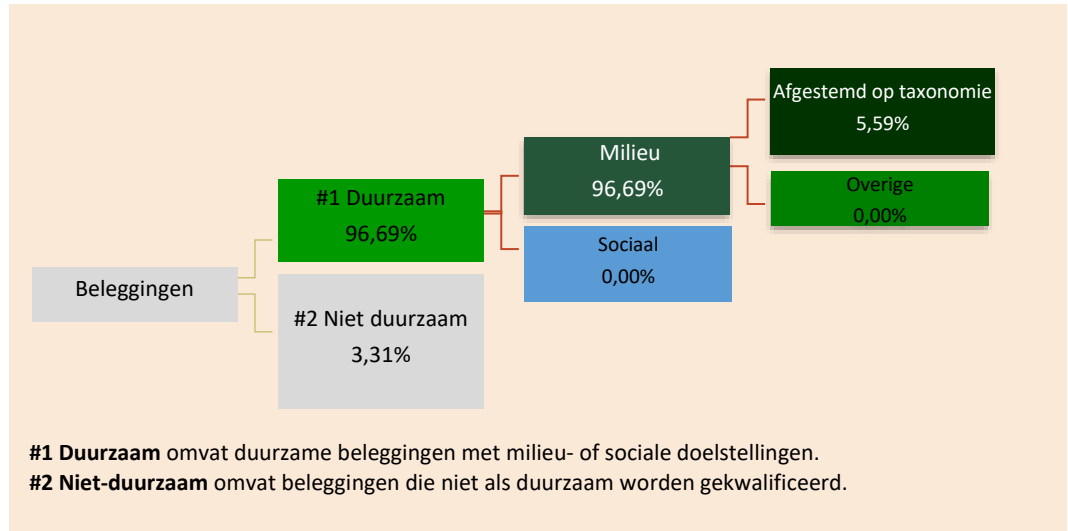 Afgestemd op taxonomie
5,59%
Milieu
96,69%
Overige
0,00%
#1 Duurzaam
96,69%
Sociaal
0,00%
Beleggingen
#2 Niet duurzaam
3,31%
#1 Duurzaam omvat duurzame beleggingen met milieu- of sociale doelstellingen.
#2 Niet-duurzaam omvat beleggingen die niet als duurzaam worden gekwalificeerd.